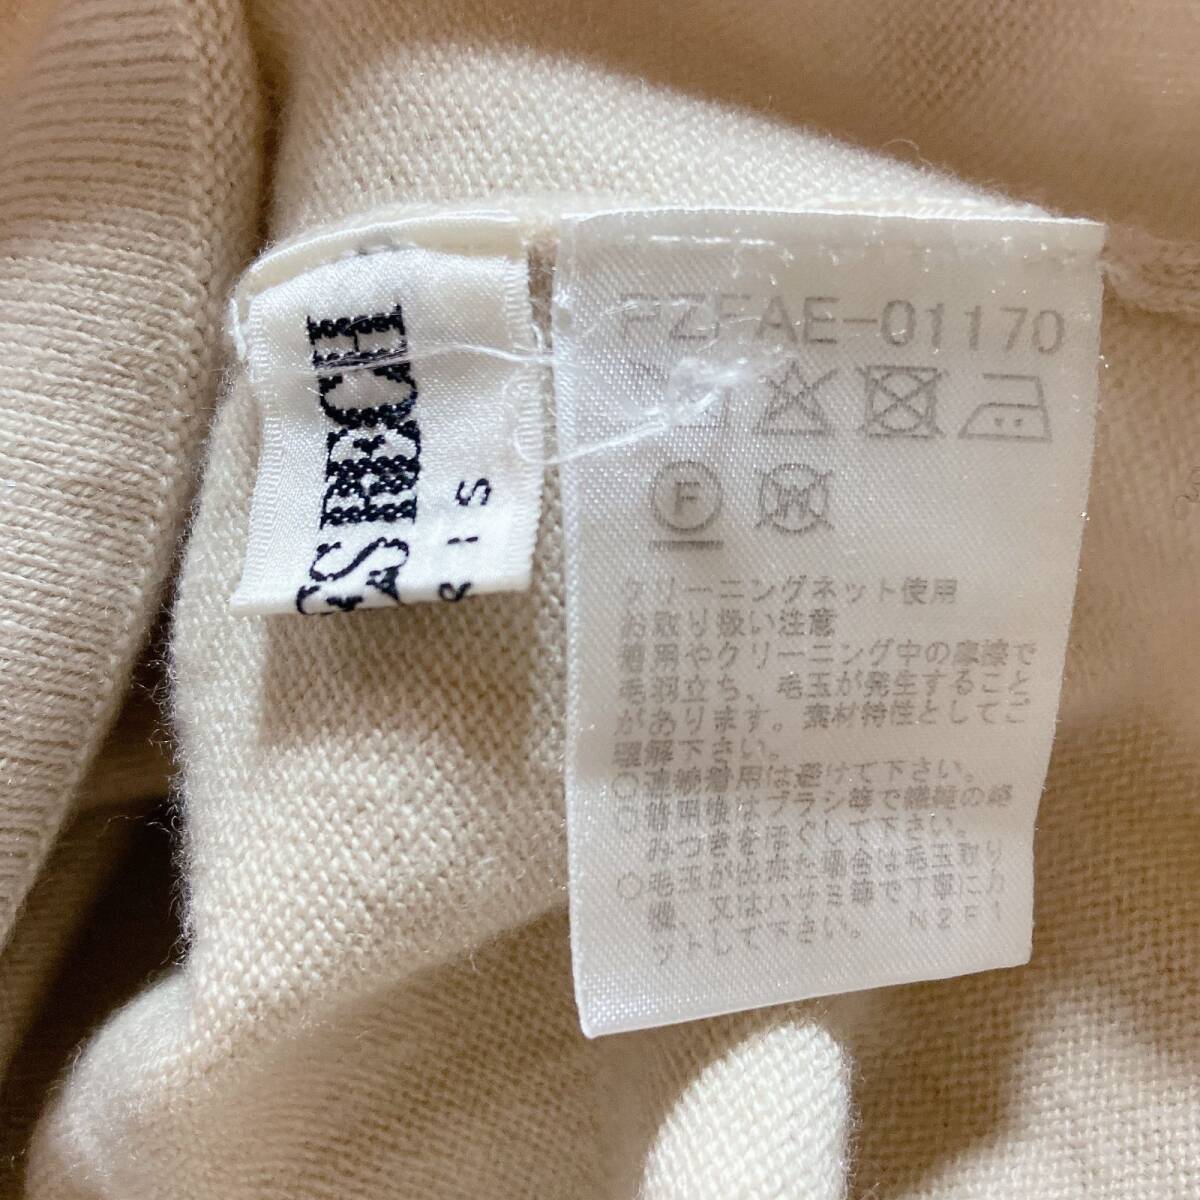 RECH
RIS
PZFAE-01170
F
W
クリーニングネット使用
お取り扱い注意
着用やクリーニング中の摩擦で
毛羽立ち、毛玉が発生すること
があります。素材特性としてご
理解下さい。
○連続着用は避けて下さい。
○着用後はブラシ等で繊維の絡
みつきをほぐして下さい。
○毛玉が出来た場合は毛玉取り
機、又はハサミ等で丁寧にカ
ットして下さい。 N2F1